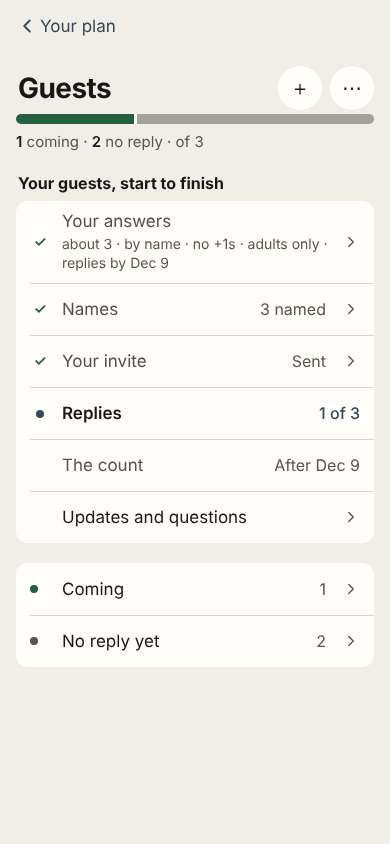 Your plan
Guests
+ ···
1 coming · 2 no reply · of 3
Your guests, start to finish
Your answers
about 3 · by name · no +1s · adults only ·
replies by Dec 9
Names 3 named
Your invite Sent
Replies 1 of 3
The count After Dec 9
Updates and questions
Coming 1
No reply yet 2